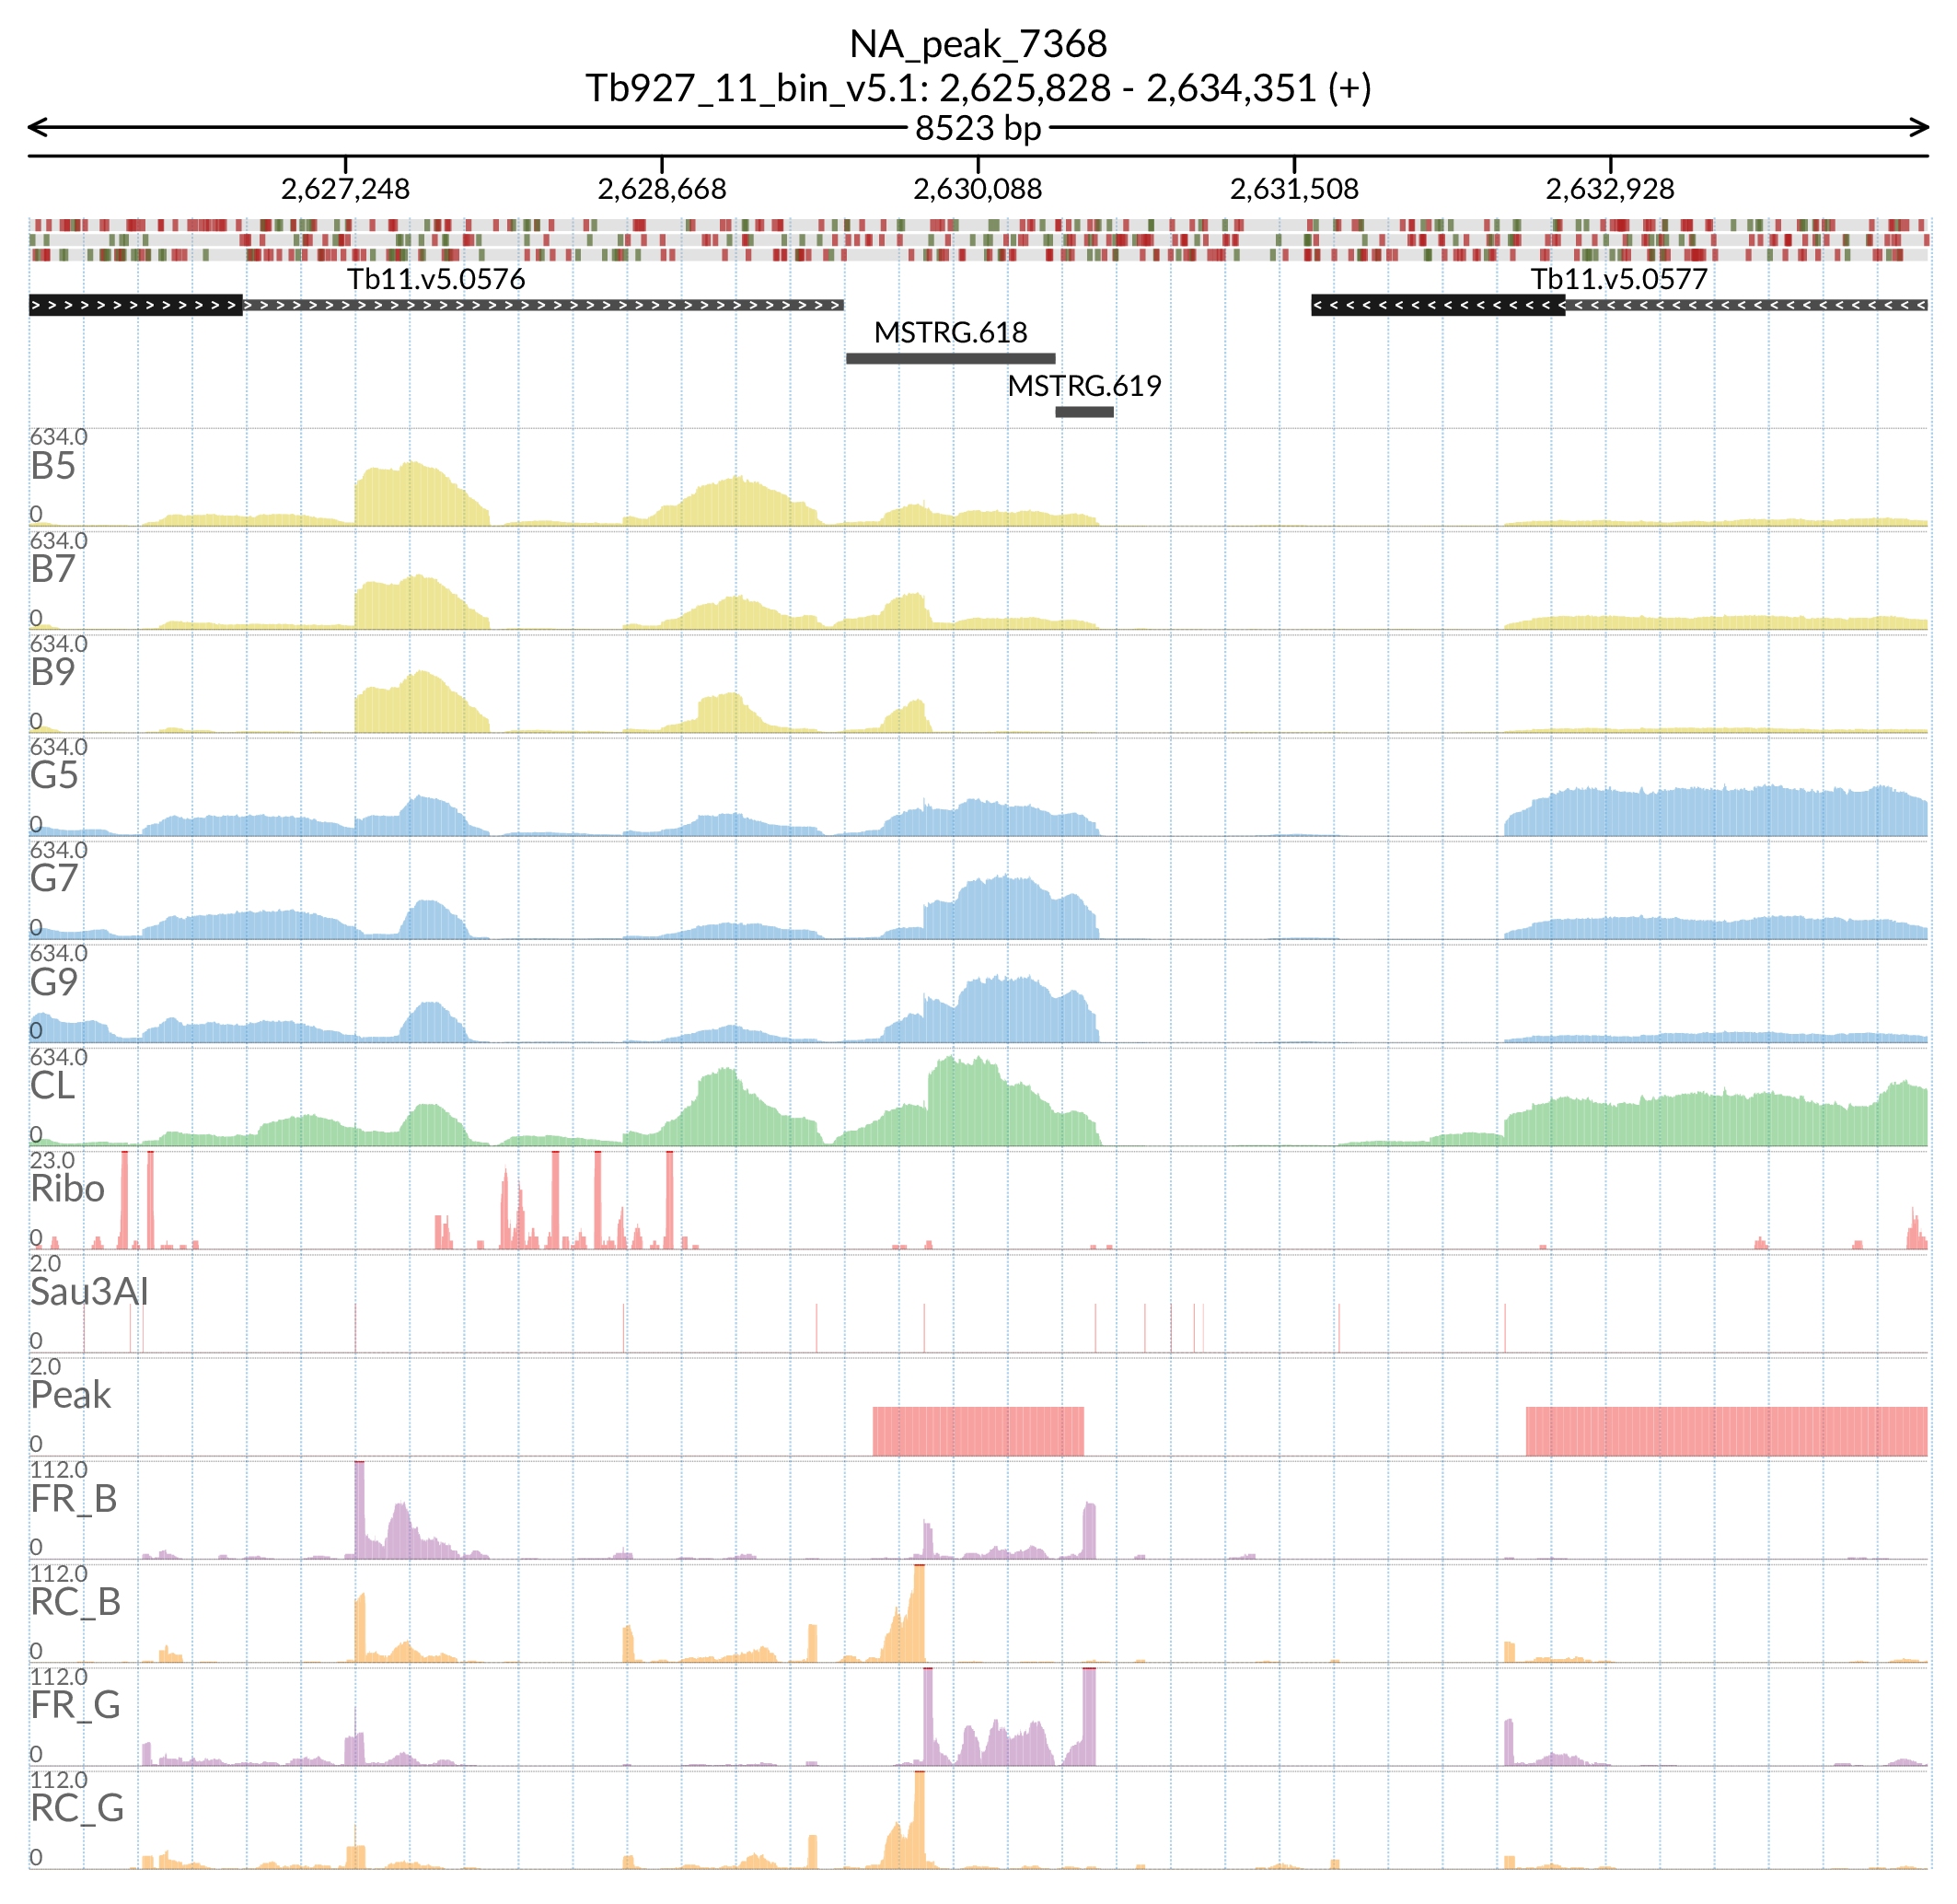 NA_peak_7368
Tb927_11_bin_v5.1: 2,625,828 - 2,634,351 (+)
8523 bp
2,627,248 2,628,668 2,630,088 2,631,508 2,632,928
Tb11.v5.0576 Tb11.v5.0577
MSTRG.618
MSTRG.619
634.0
B5
0
634.0
B7
0
634.0
B9
0
634.0
G5
0
634.0
G7
0
634.0
G9
0
634.0
CL
0
23.0
Ribo
0
2.0
Sau3AI
0
2.0
Peak
0
112.0
FR_B
0
112.0
RC_B
0
112.0
FR_G
0
112.0
RC_G
0